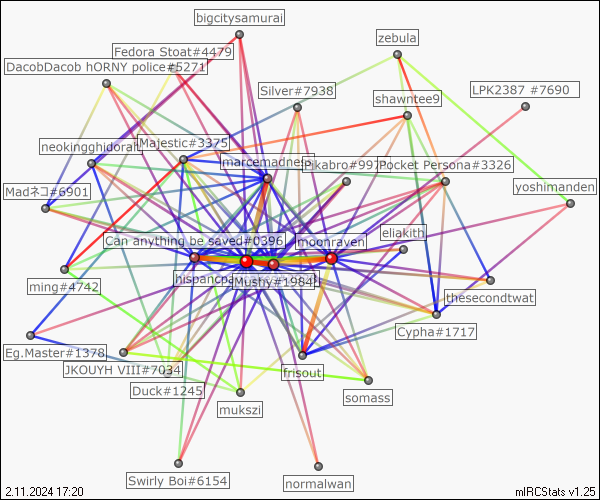 bigcitysamurai
zebula
Fedora Stoat#4479
DacobDacob hORNY police#5271
Silver#7938
LPK2387 #7690
shawntee9
neokingghidorah
Majestic#3375
marcemadness
Pikabro#997
Pocket Persona#3326
Madネコ#6901
yoshimanden
eliakith
Can anything be saved#0396
moonraven
hispancpa
Mushy#1984
ming#4742
thesecondtwat
Cypha#1717
Eg.Master#1378
JKOUYH VIII#7034
frisout
Duck#1245
somass
mukszi
Swirly Boi#6154
normalwan
2.11.2024 17:20
mIRCStats v1.25